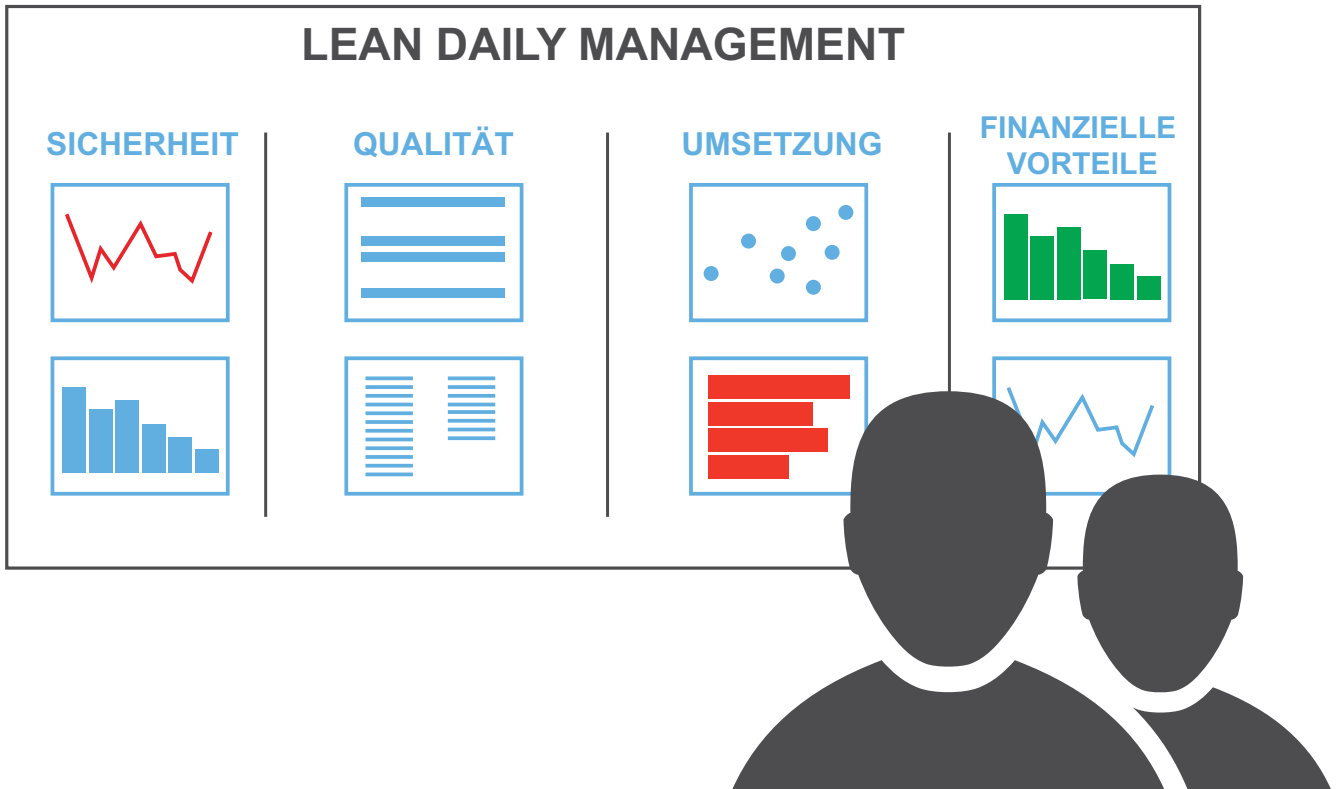 LEAN DAILY MANAGEMENT
SICHERHEIT
QUALITÄT
UMSETZUNG
FINANZIELLE
VORTEILE